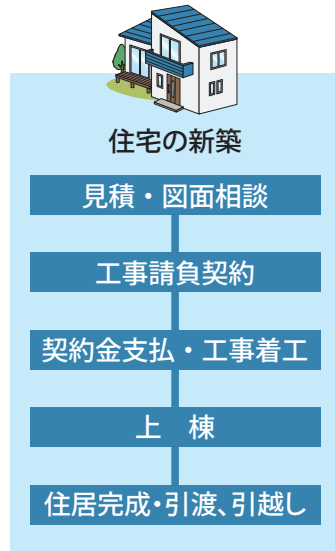 住宅の新築
見積・図面相談
工事請負契約
契約金支払・工事着工
上　棟
住居完成・引渡、引越し